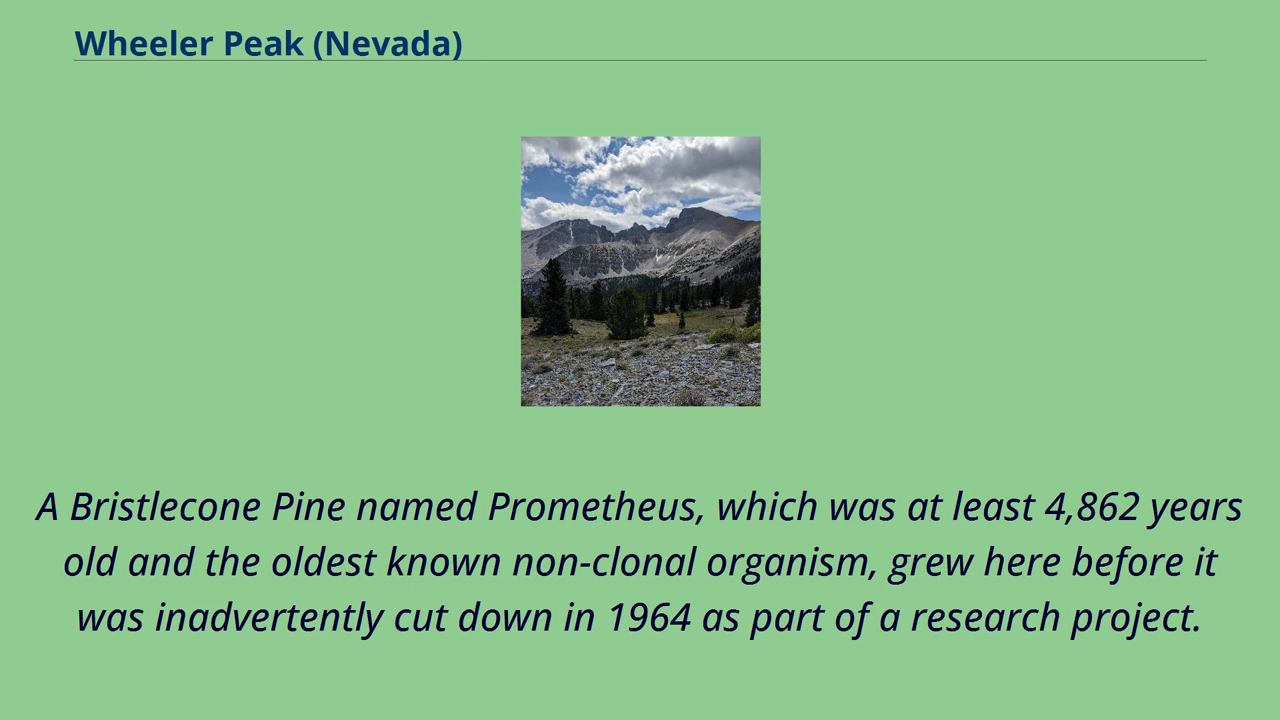 Wheeler Peak (Nevada)
A Bristlecone Pine named Prometheus, which was at least 4,862 years
old and the oldest known non-clonal organism, grew here before it
was inadvertently cut down in 1964 as part of a research project.